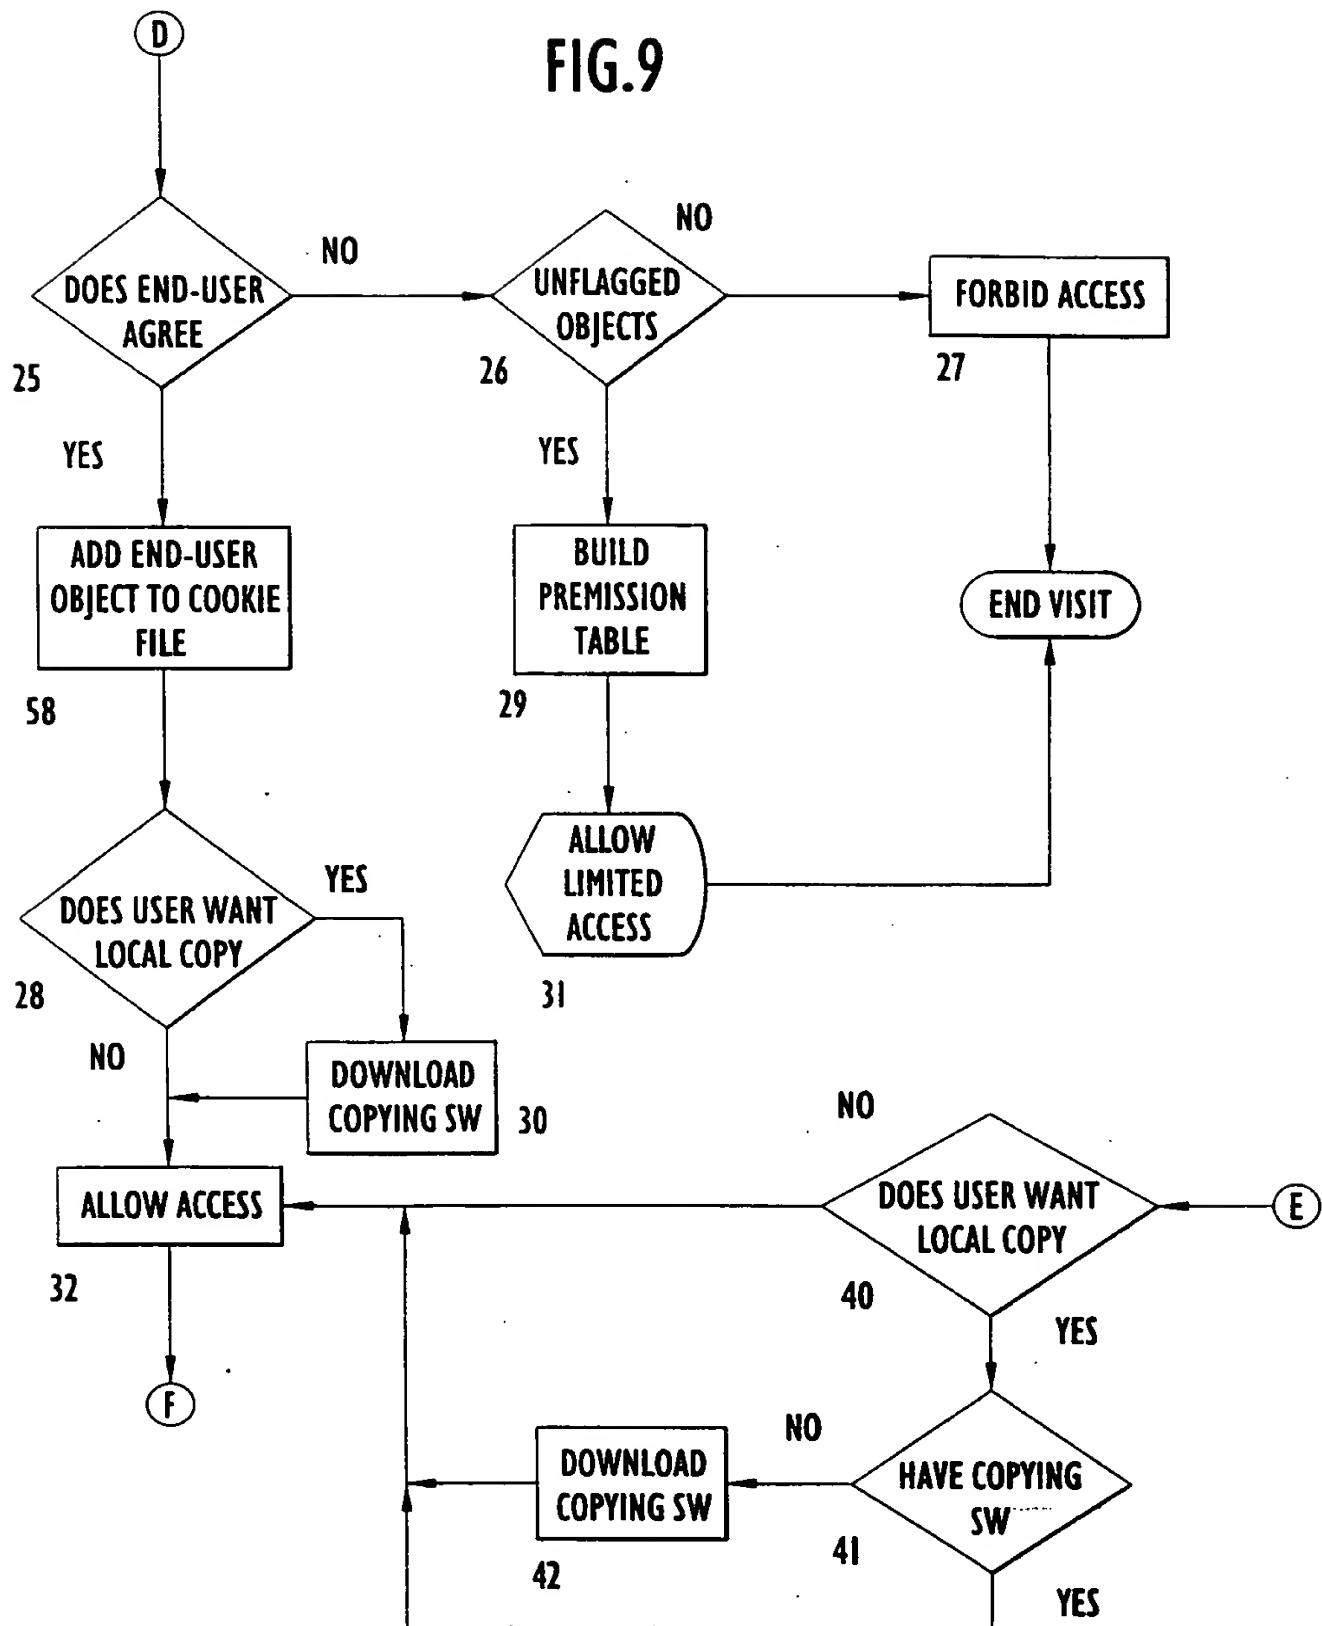 D
FIG.9
DOES END-USER
AGREE
25
NO
YES
UNFLAGGED
OBJECTS
26
NO
YES
FORBID ACCESS
27
ADD END-USER
OBJECT TO COOKIE
FILE
58
BUILD
PREMISSION
TABLE
29
END VISIT
DOES USER WANT
LOCAL COPY
28
YES
NO
ALLOW
LIMITED
ACCESS
31
DOWNLOAD
COPYING SW
30
ALLOW ACCESS
32
F
NO
DOES USER WANT
LOCAL COPY
40
E
YES
HAVE COPYING
SW
41
NO
YES
DOWNLOAD
COPYING SW
42